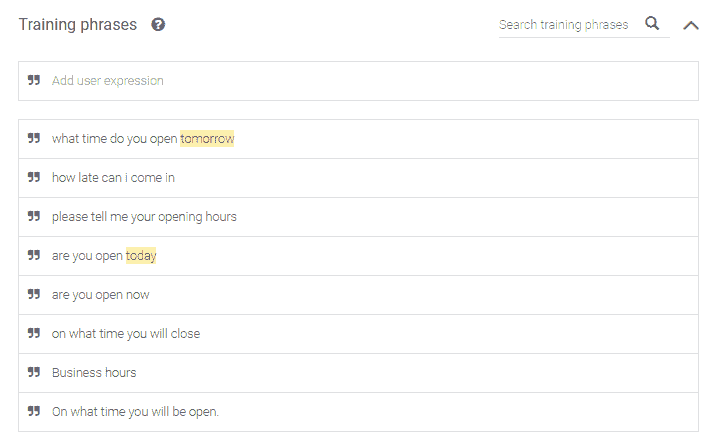 Training phrases
Search training phrases
Add user expression
what time do you open tomorrow
how late can i come in
please tell me your opening hours
are you open today
are you open now
on what time you will close
Business hours
On what time you will be open.